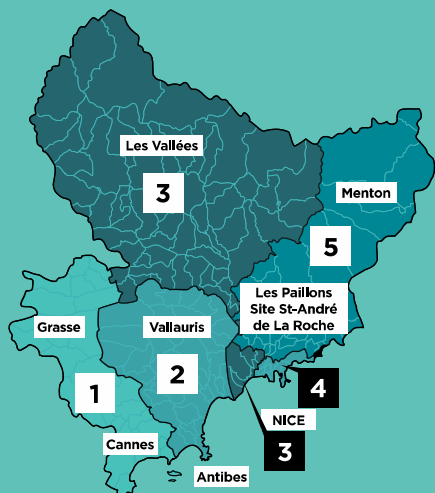 Les Vallées
3
Menton
5
Les Paillons
Site St-André
de La Roche
Grasse
Vallauris
2
1
4
NICE
3
Cannes
Antibes